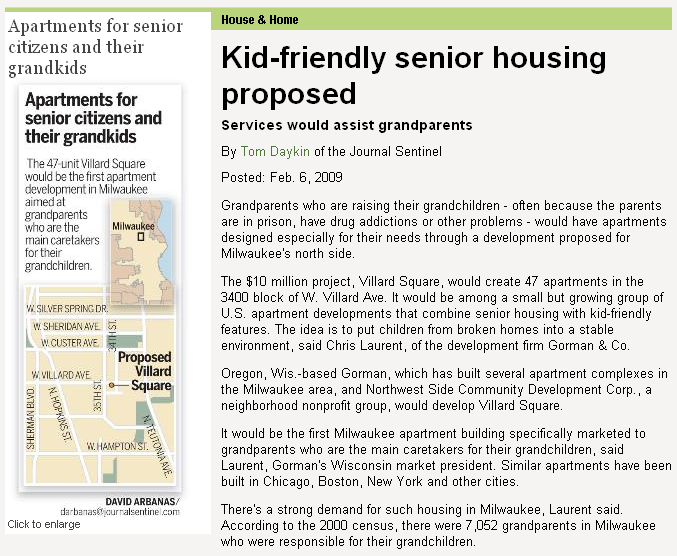 Apartments for senior
citizens and their
grandkids
Apartments for
senior citizens and
their grandkids
The 47-unit Villard Square
would be the first apartment
development in Milwaukee
aimed at
grandparents
who are the
main caretakers
for their
grandchildren.
Milwaukee
W. SILVER SPRING DR.
W. SHERIDAN AVE.
W. CUSTER AVE.
34TH ST.
Proposed
Villard
Square
W. VILLARD AVE.
35TH ST.
SHERMAN BLVD.
N. HOPKINS ST.
N. TEUTONIA AVE.
W. HAMPTON ST.
DAVID ARBANAS/
darbanas@journalsentinel.com
Click to enlarge
House & Home
Kid-friendly senior housing
proposed
Services would assist grandparents
By Tom Daykin of the Journal Sentinel
Posted: Feb. 6, 2009
Grandparents who are raising their grandchildren - often because the parents
are in prison, have drug addictions or other problems - would have apartments
designed especially for their needs through a development proposed for
Milwaukee's north side.
The $10 million project, Villard Square, would create 47 apartments in the
3400 block of W. Villard Ave. It would be among a small but growing group of
U.S. apartment developments that combine senior housing with kid-friendly
features. The idea is to put children from broken homes into a stable
environment, said Chris Laurent, of the development firm Gorman & Co.
Oregon, Wis.-based Gorman, which has built several apartment complexes in
the Milwaukee area, and Northwest Side Community Development Corp., a
neighborhood nonprofit group, would develop Villard Square.
It would be the first Milwaukee apartment building specifically marketed to
grandparents who are the main caretakers for their grandchildren, said
Laurent, Gorman's Wisconsin market president. Similar apartments have been
built in Chicago, Boston, New York and other cities.
There's a strong demand for such housing in Milwaukee, Laurent said.
According to the 2000 census, there were 7,052 grandparents in Milwaukee
who were responsible for their grandchildren.